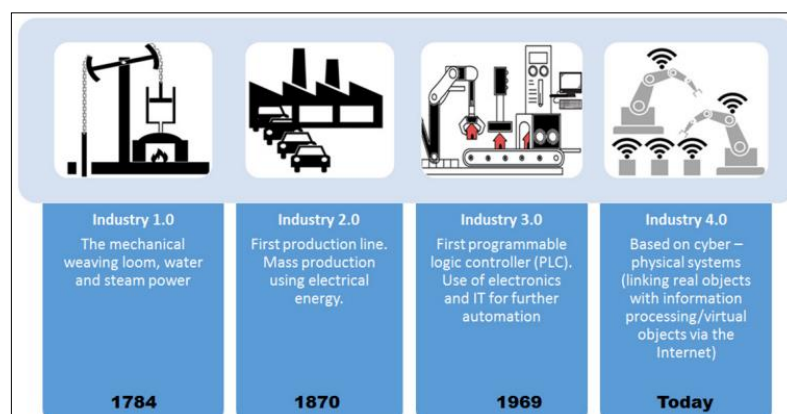 Industry 1.0
The mechanical
weaving loom, water
and steam power
1784
Industry 2.0
First production line.
Mass production
using electrical
energy.
1870
Industry 3.0
First programmable
logic controller (PLC).
Use of electronics
and IT for further
automation
1969
Industry 4.0
Based on cyber –
physical systems
(linking real objects
with information
processing/virtual
objects via the
Internet)
Today